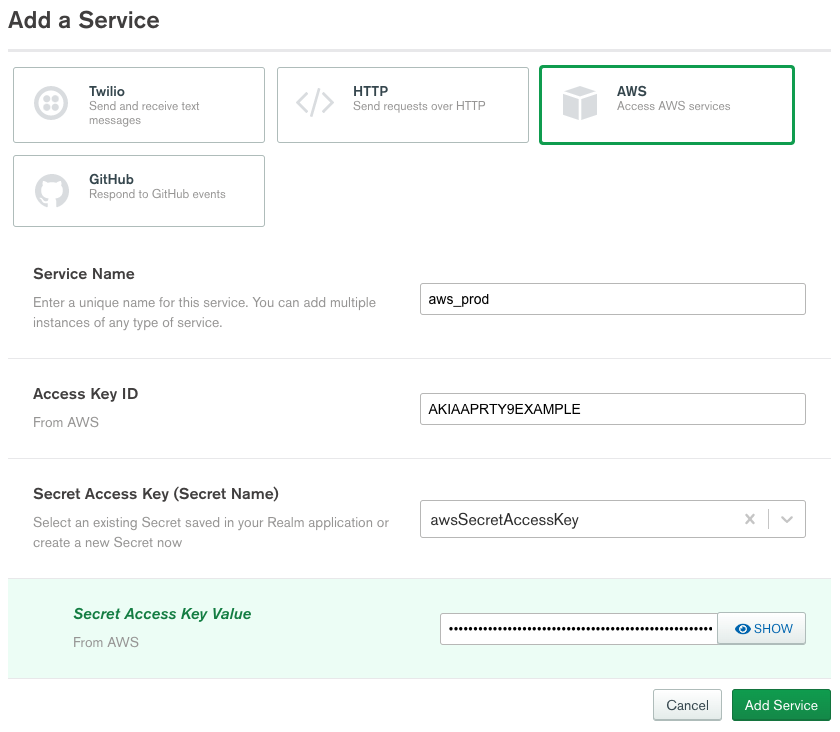 Add a Service
Twilio
Send and receive text
messages
HTTP
Send requests over HTTP
AWS
Access AWS services
GitHub
Respond to GitHub events
Service Name
Enter a unique name for this service. You can add multiple
instances of any type of service.
aws_prod
Access Key ID
From AWS
AKIAAPRTY9EXAMPLE
Secret Access Key (Secret Name)
Select an existing Secret saved in your Realm application or
create a new Secret now
awsSecretAccessKey
Secret Access Key Value
From AWS
SHOW
Cancel
Add Service